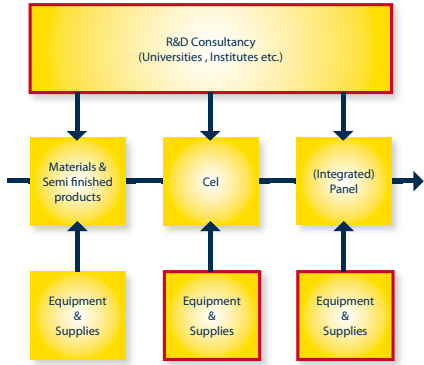 R&D Consultancy
(Universities , Institutes etc.)
Materials &
Semi finished
products
Cel
(Integrated)
Panel
Equipment
&
Supplies
Equipment
&
Supplies
Equipment
&
Supplies